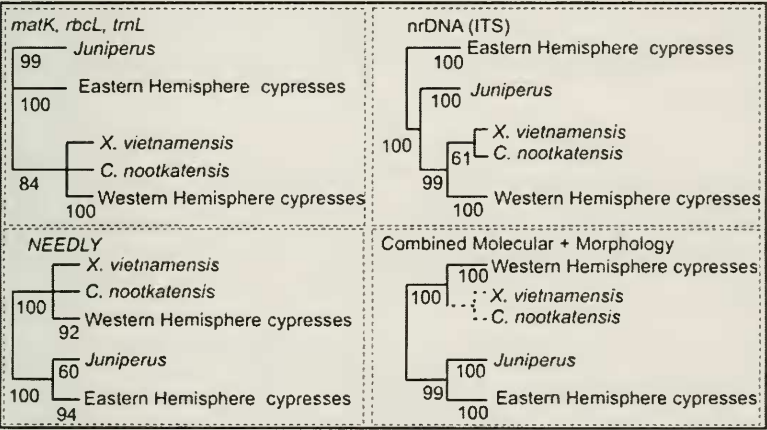 matK, rbcL, trnL
Juniperus
99
Eastern Hemisphere cypresses
100
X. vietnamensis
C. nootkatensis
84
Western Hemisphere cypresses
100
nrDNA (ITS)
Eastern Hemisphere cypresses
100
Juniperus
100
100
X. vietnamensis
61
C. nootkatensis
99
Western Hemisphere cypresses
100
NEEDLY
X. vietnamensis
C. nootkatensis
100
Western Hemisphere cypresses
92
Juniperus
60
100
Eastern Hemisphere cypresses
94
Combined Molecular + Morphology
100 Western Hemisphere cypresses
100
X. vietnamensis
C. nootkatensis
Juniperus
100
99
Eastern Hemisphere cypresses
100